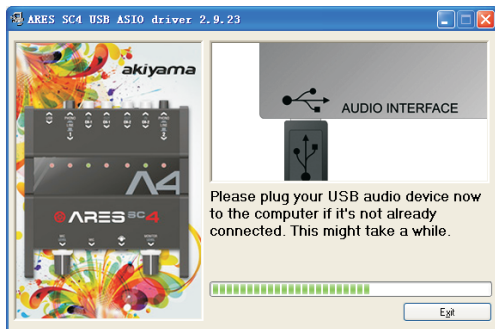 ARES SC4 USB ASIO driver 2.9.23
akiyama
A4
ARES SC4
AUDIO INTERFACE
Please plug your USB audio device now
to the computer if it's not already
connected. This might take a while.
Exit